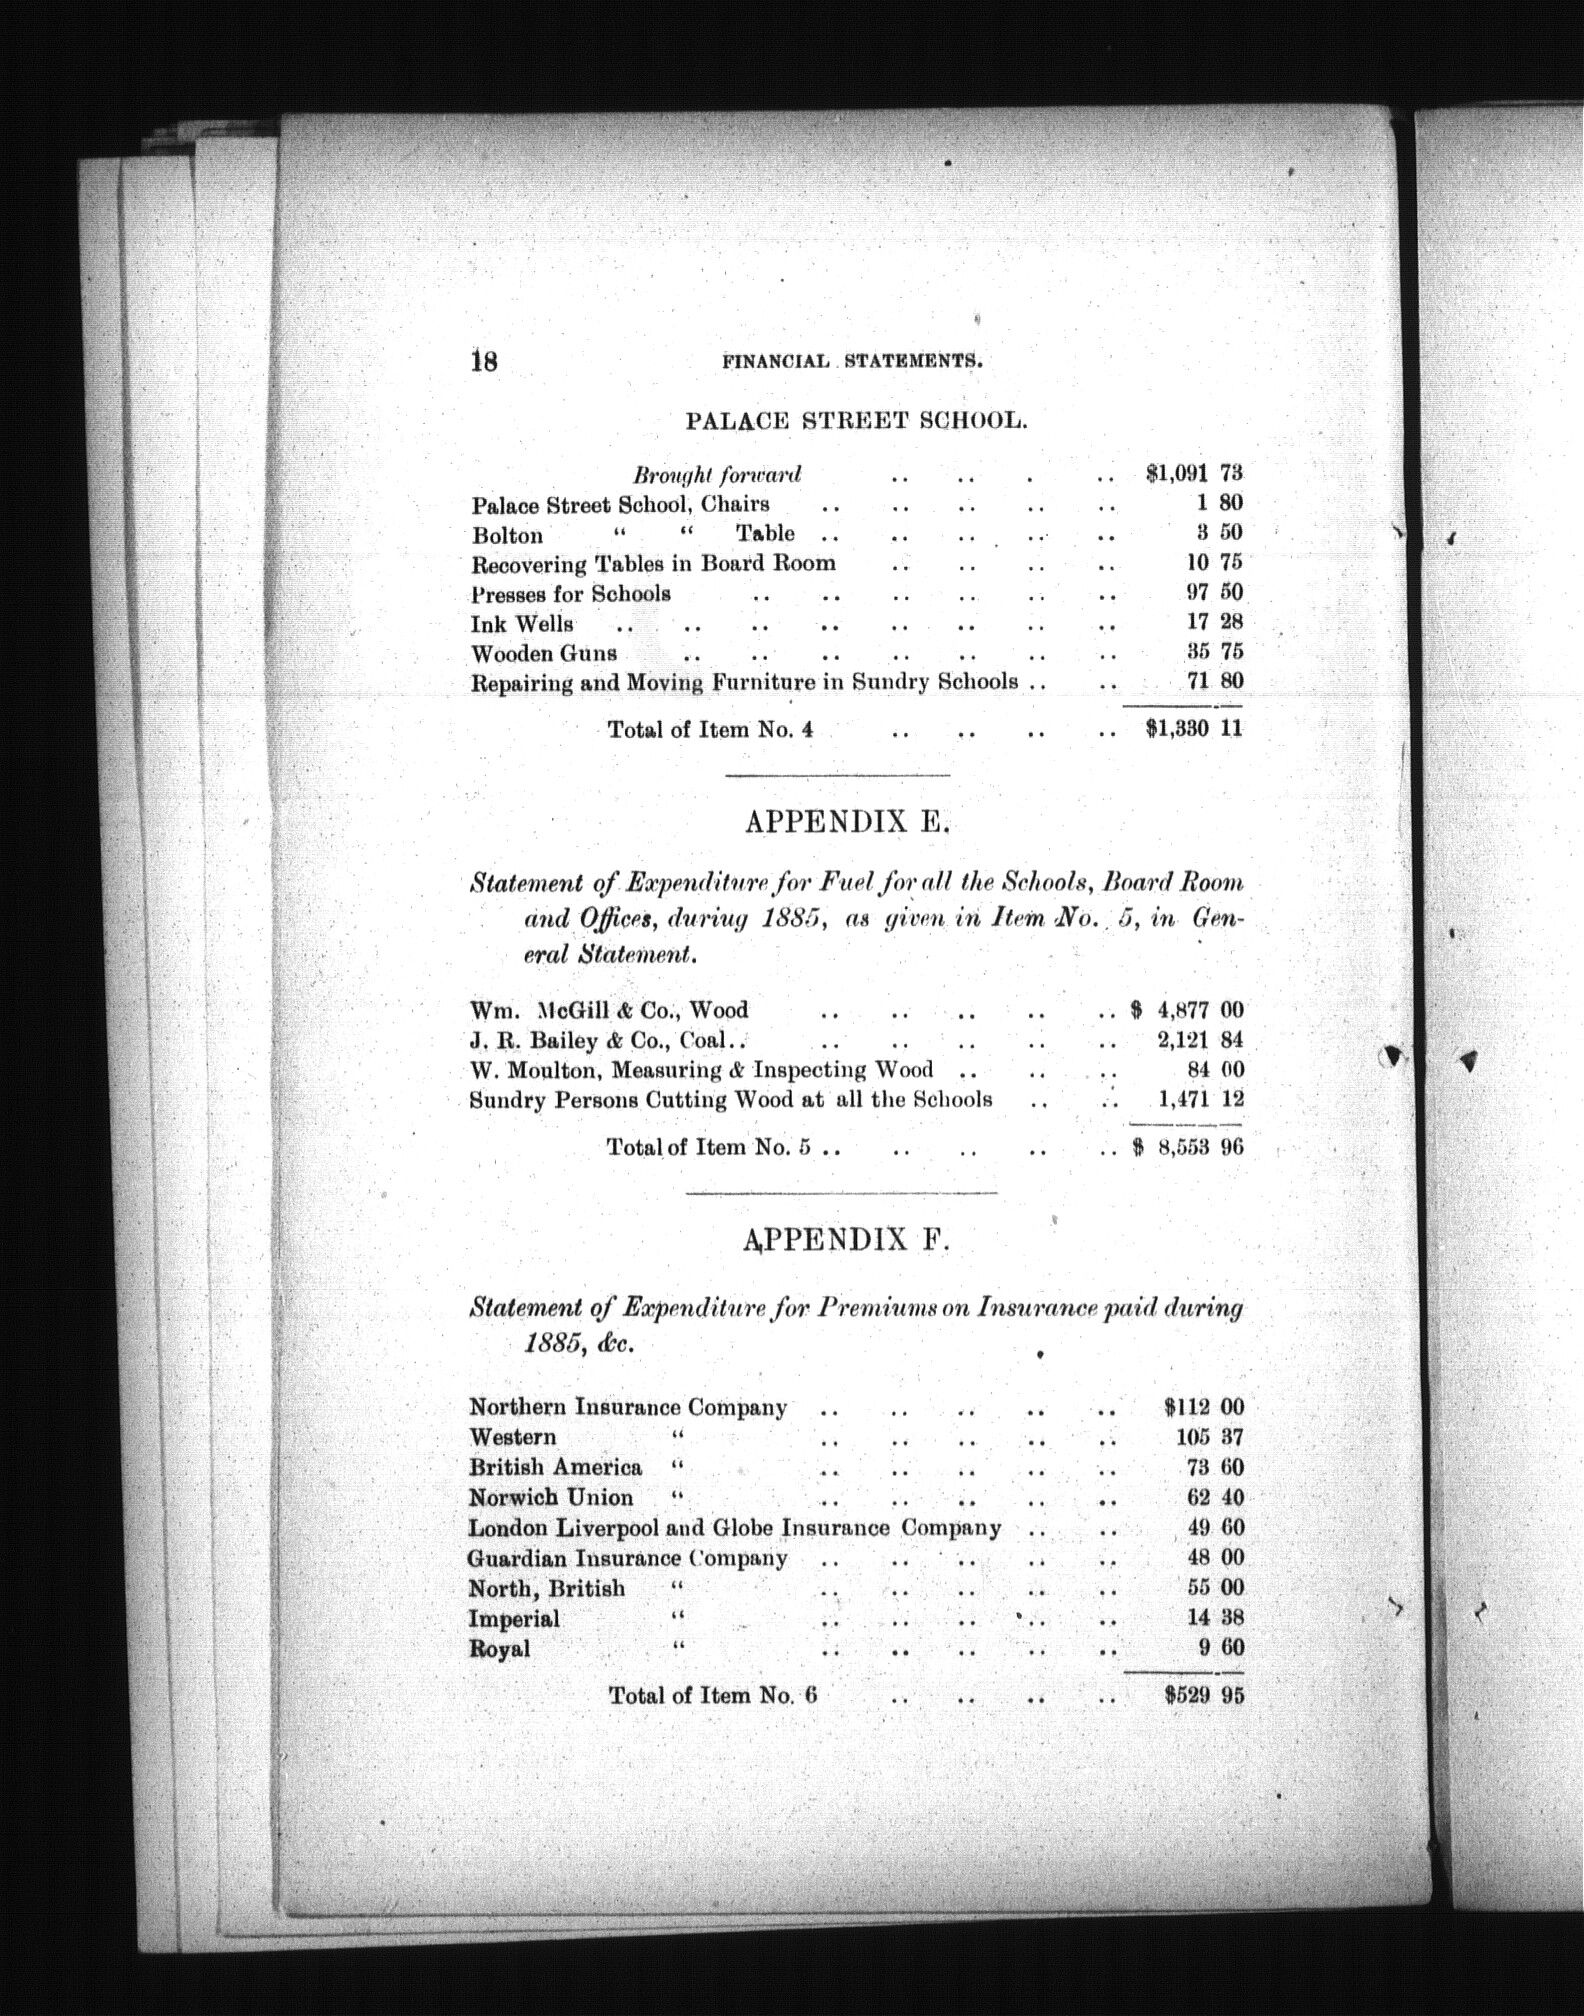 18 FINANCIAL STATEMENTS.
PALACE STREET SCHOOL.
Brought forward .. .. . .. $1,091 73
Palace Street School, Chairs .. .. .. .. .. 1 80
Bolton “ “ Table .. .. .. .. .. 3 50
Recovering Tables in Board Room .. .. .. .. 10 75
Presses for Schools .. .. .. .. .. .. 97 50
Ink Wells .. .. .. .. .. .. .. .. 17 28
Wooden Guns .. .. .. .. .. .. .. 35 75
Repairing and Moving Furniture in Sundry Schools .. .. 71 80
Total of Item No. 4 .. .. .. .. $1,330 11
APPENDIX E.
Statement of Expenditure for Fuel for all the Schools, Board Room
and Offices, duriug 1885, as given in Item No. 5, in Gen-
eral Statement.
Wm. McGill & Co., Wood .. .. .. .. .. $ 4,877 00
J. R. Bailey & Co., Coal .. .. .. .. .. .. 2,121 84
W. Moulton, Measuring & Inspecting Wood .. .. .. 84 00
Sundry Persons Cutting Wood at all the Schools .. .. 1,471 12
Total of Item No. 5 .. .. .. .. .. $ 8,553 96
APPENDIX F.
Statement of Expenditure for Premiums on Insurance paid during
1885, &c.
Northern Insurance Company .. .. .. .. .. $112 00
Western “ .. .. .. .. .. 105 37
British America “ .. .. .. .. .. 73 60
Norwich Union “ .. .. .. .. .. 62 40
London Liverpool and Globe Insurance Company .. .. 49 60
Guardian Insurance Company .. .. .. .. .. 48 00
North, British “ .. .. .. .. .. 55 00
Imperial “ .. .. .. .. .. 14 38
Royal “ .. .. .. .. .. 9 60
Total of Item No. 6 .. .. .. .. $529 95